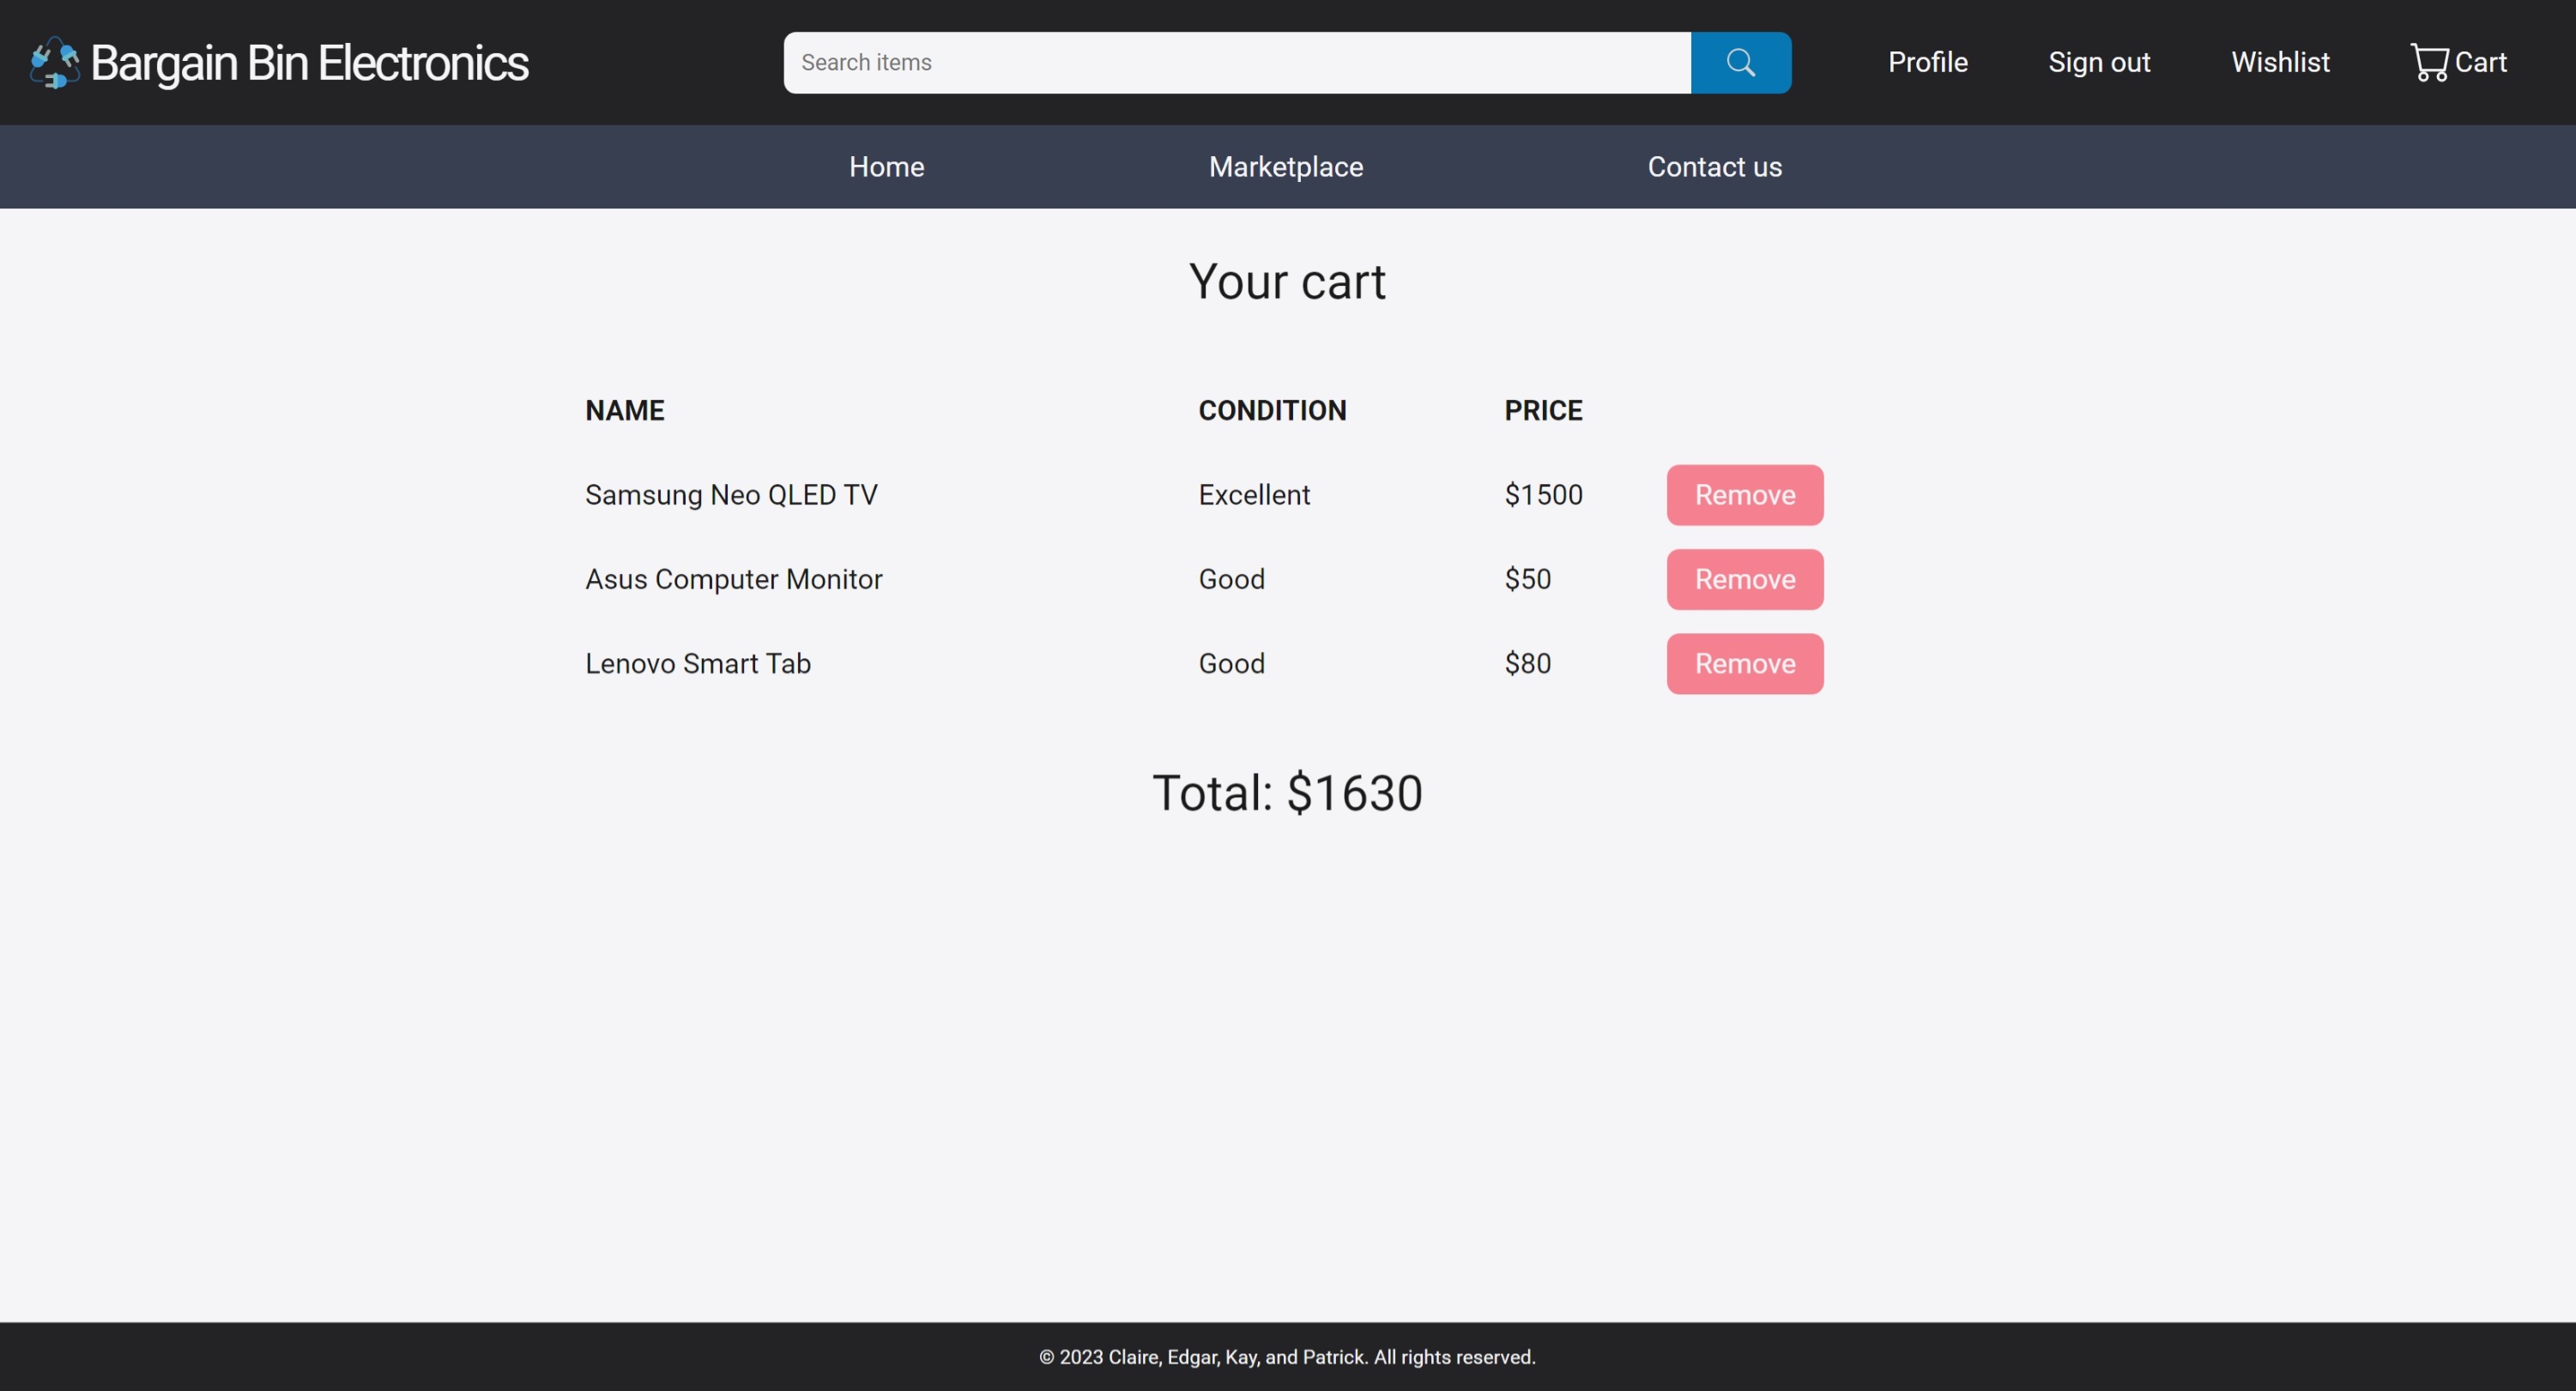 Bargain Bin Electronics
Search items
Profile
Sign out
Wishlist
Cart
Home
Marketplace
Contact us
Your cart
NAME CONDITION PRICE
Samsung Neo QLED TV Excellent $1500 Remove
Asus Computer Monitor Good $50 Remove
Lenovo Smart Tab Good $80 Remove
Total: $1630
© 2023 Claire, Edgar, Kay, and Patrick. All rights reserved.